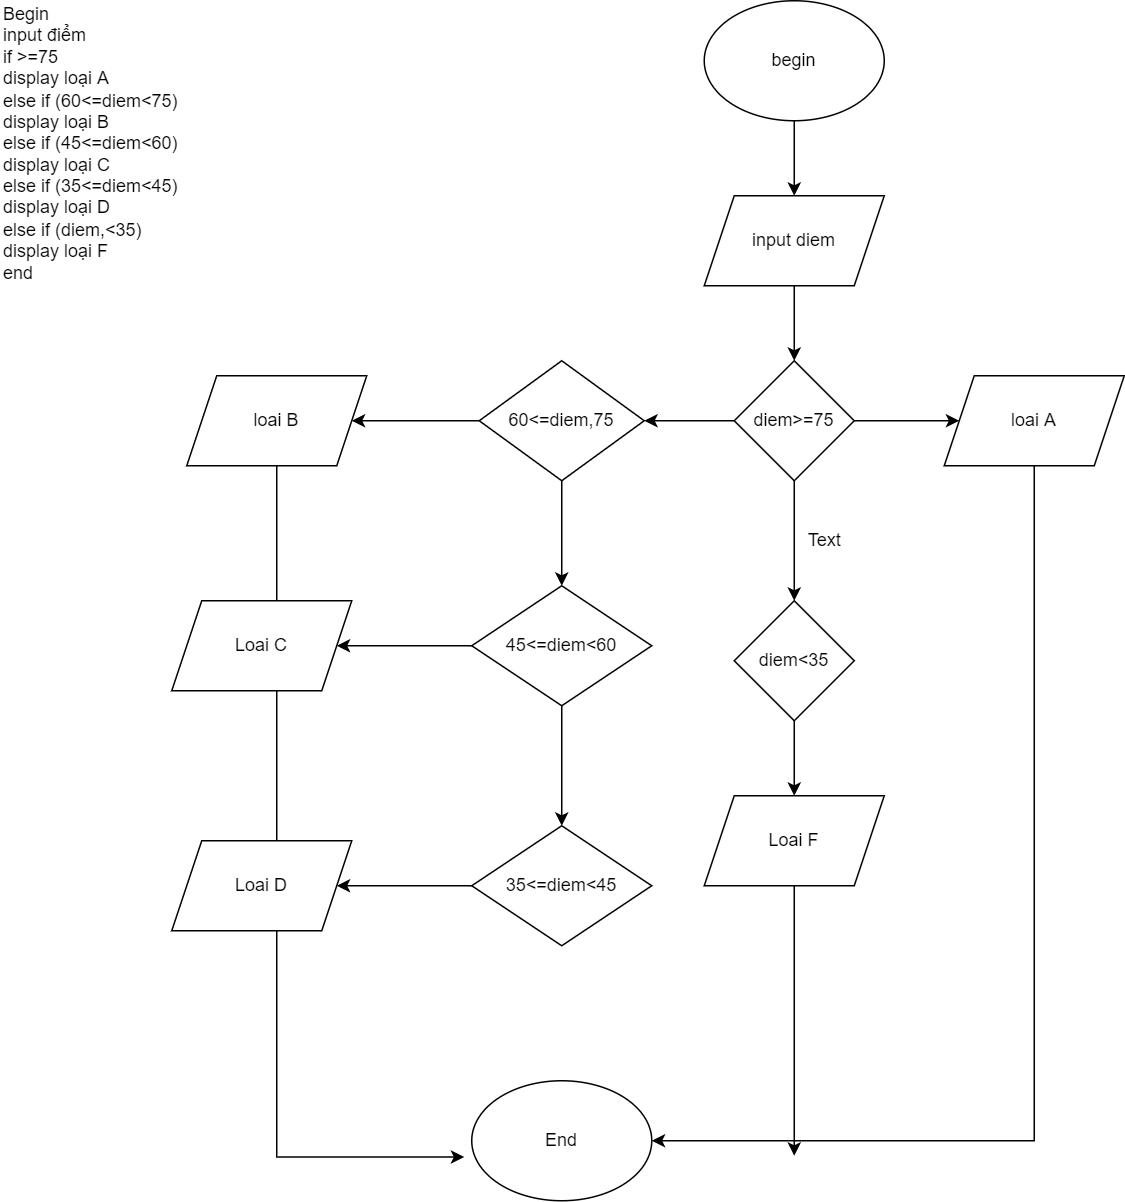 Begin
input điểm
if >=75
display loại A
else if (60<=diem<75)
display loại B
else if (45<=diem<60)
display loại C
else if (35<=diem<45)
display loại D
else if (diem,<35)
display loại F
end
begin
input diem
loai B
60<=diem,75
diem>=75
loai A
Text
Loai C
45<=diem<60
diem<35
Loai F
Loai D
35<=diem<45
End